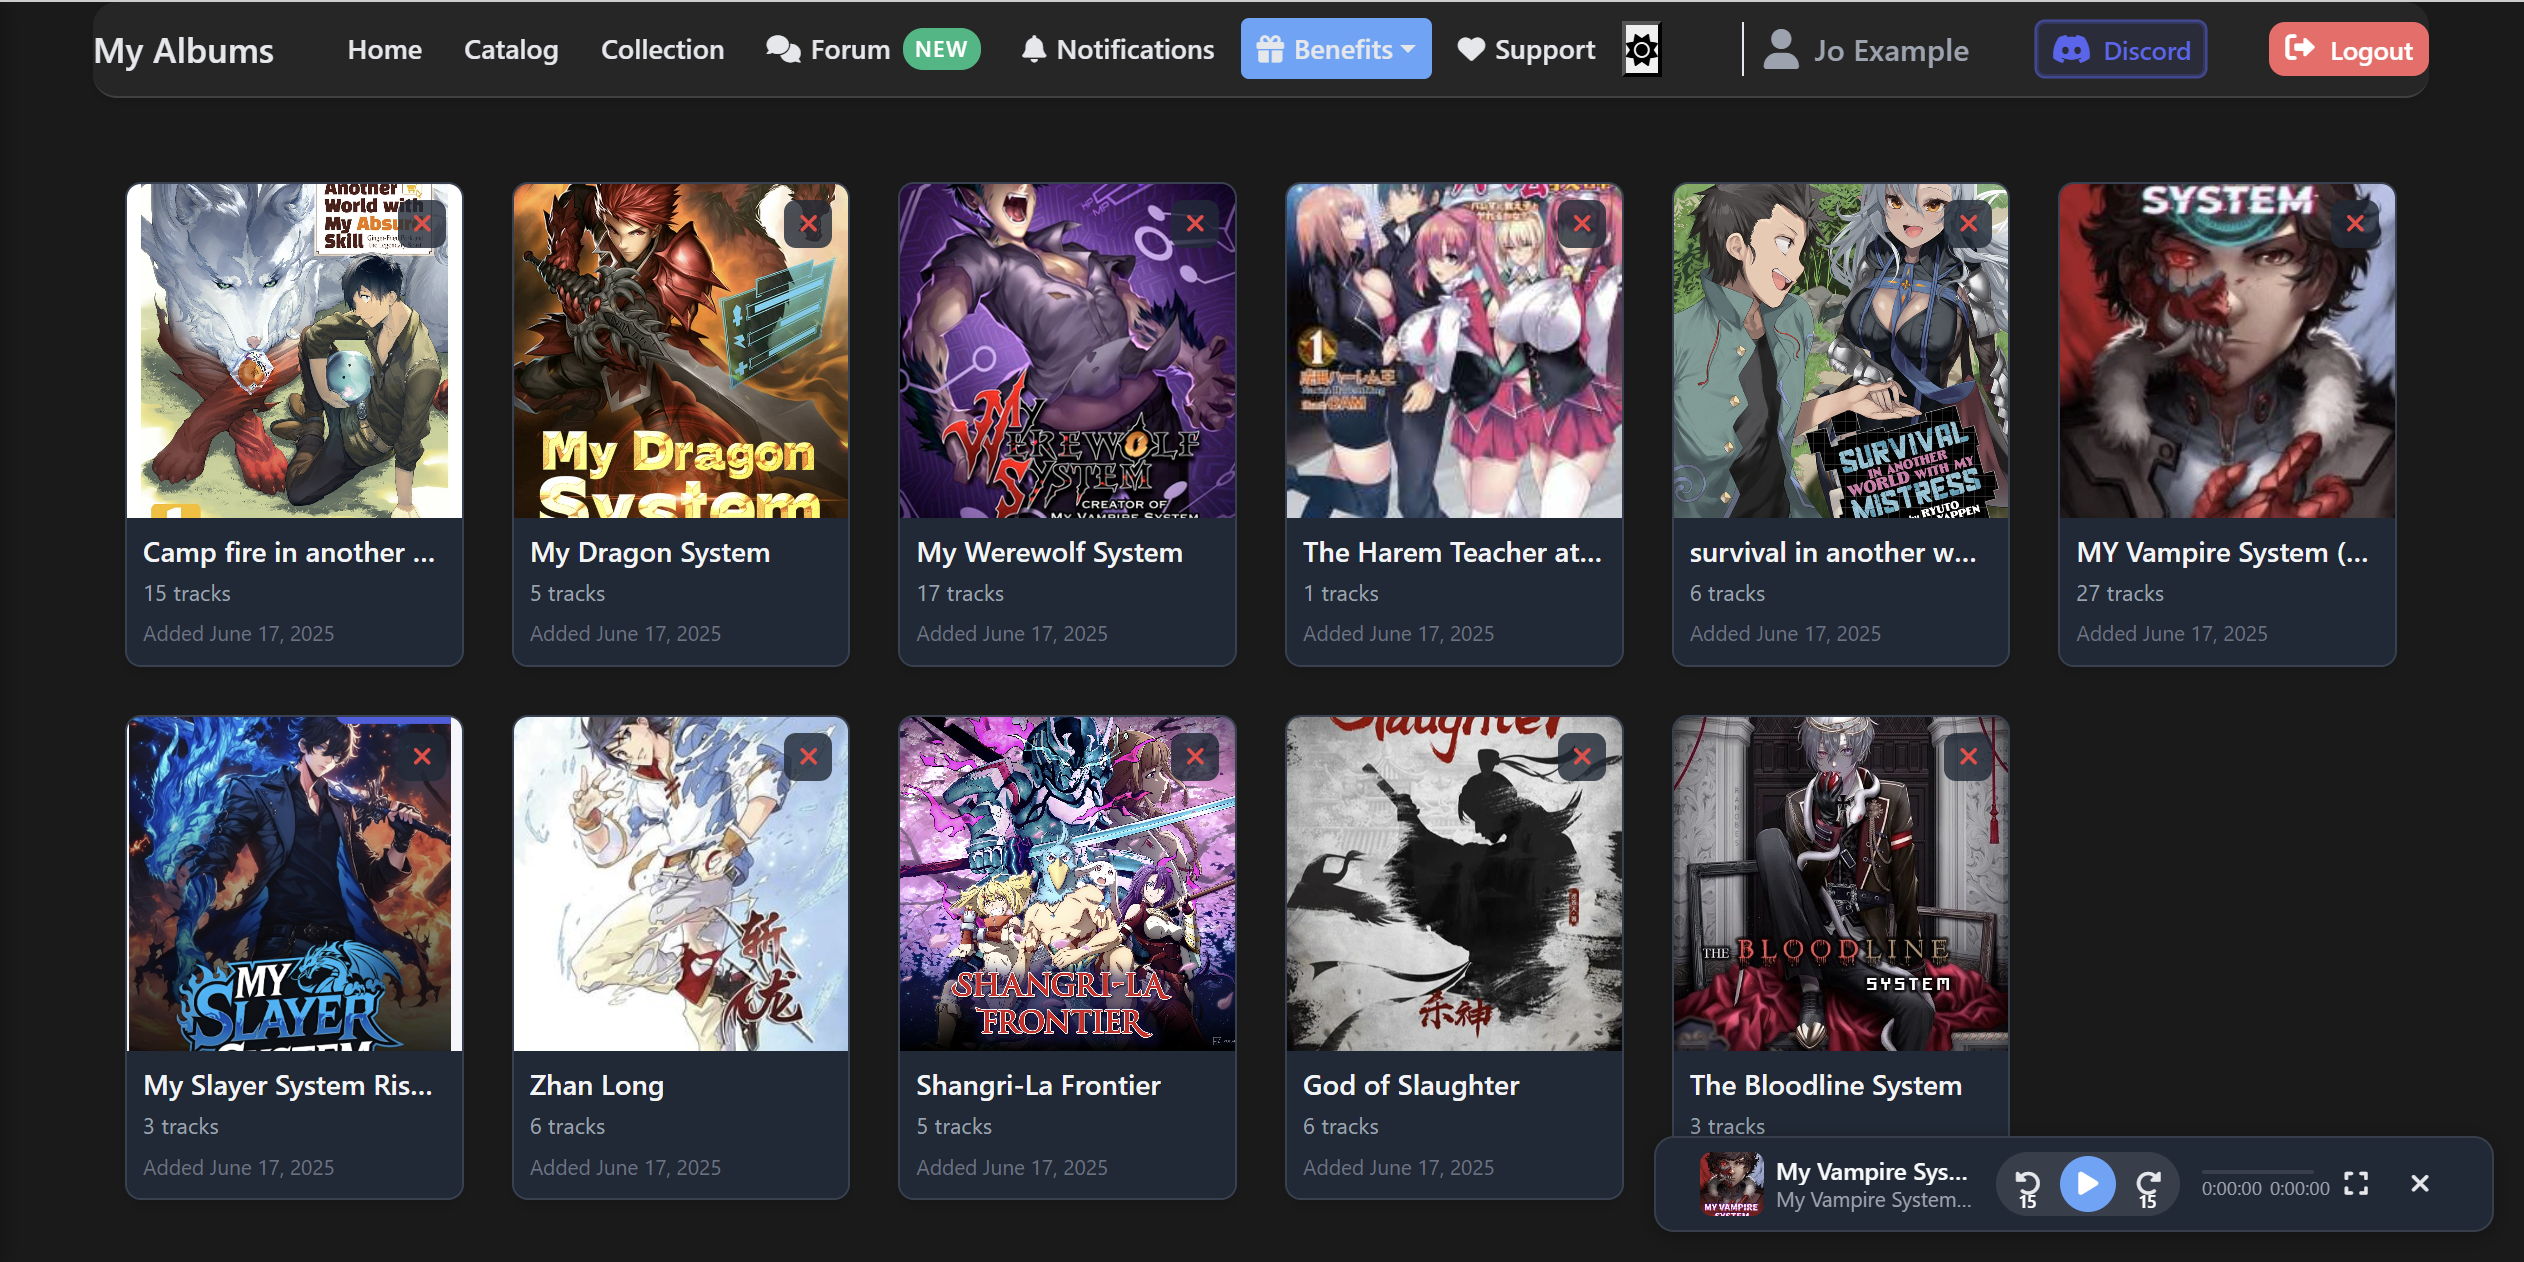 My Albums
Home
Catalog
Collection
Forum
NEW
Notifications
Benefits
Support
Jo Example
Discord
Logout
Another
World with
My Absur
Skill
My Dragon
System
MY
WEREWOLF
SYSTEM
CREATOR OF
MY VAMPIRE SYSTEM
1
SURVIVAL
IN ANOTHER
WORLD WITH MY
MISTRESS
by RYUTO
SYSTEM
Camp fire in another ...
15 tracks
Added June 17, 2025
My Dragon System
5 tracks
Added June 17, 2025
My Werewolf System
17 tracks
Added June 17, 2025
The Harem Teacher at...
1 tracks
Added June 17, 2025
survival in another w...
6 tracks
Added June 17, 2025
MY Vampire System (...
27 tracks
Added June 17, 2025
MY
SLAYER
SYSTEM
斩龙
SHANGRI-LA
FRONTIER
Slaughter
杀神
THE BLOODLINE
SYSTEM
My Slayer System Ris...
3 tracks
Added June 17, 2025
Zhan Long
6 tracks
Added June 17, 2025
Shangri-La Frontier
5 tracks
Added June 17, 2025
God of Slaughter
6 tracks
Added June 17, 2025
The Bloodline System
3 tracks
MY VAMPIRE
SYSTEM
My Vampire Sys...
My Vampire System...
15
15
0:00:00 0:00:00